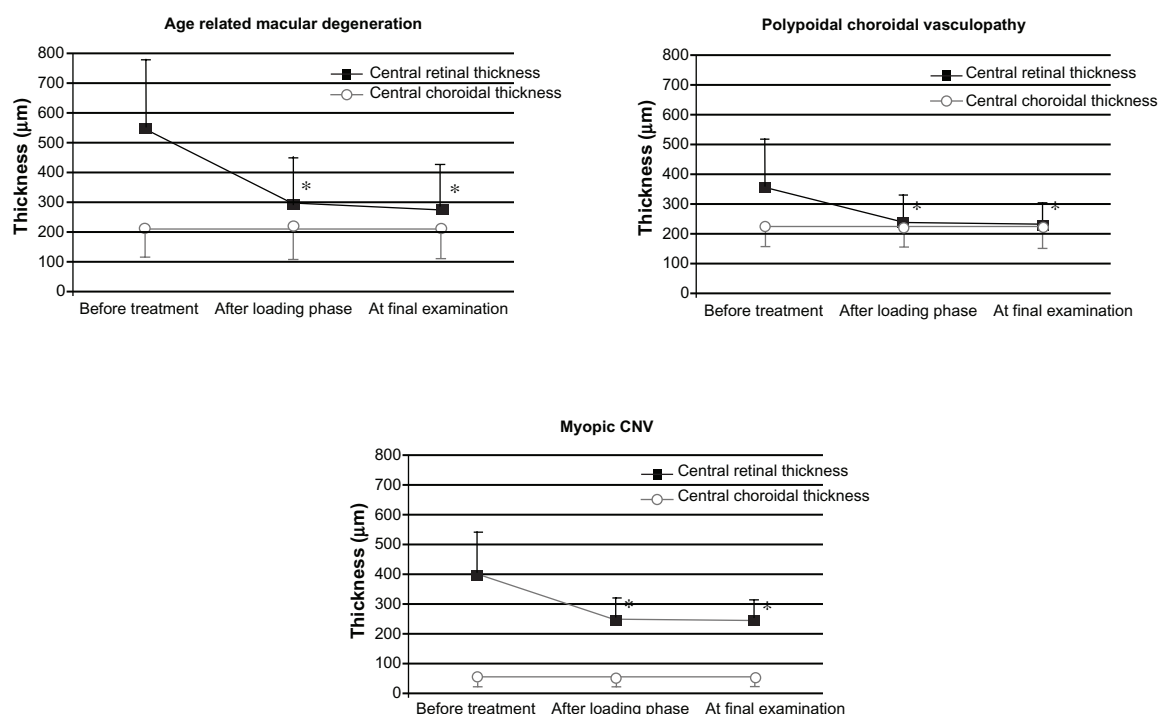 Age related macular degeneration
800
700
600
500
400
300
200
100
0
Thickness (μm)
Central retinal thickness
Central choroidal thickness
*
*
Before treatment After loading phase At final examination
Polypoidal choroidal vasculopathy
800
700
600
500
400
300
200
100
0
Thickness (μm)
Central retinal thickness
Central choroidal thickness
*
*
Before treatment After loading phase At final examination
Myopic CNV
800
700
600
500
400
300
200
100
0
Thickness (μm)
Central retinal thickness
Central choroidal thickness
*
*
Before treatment After loading phase At final examination